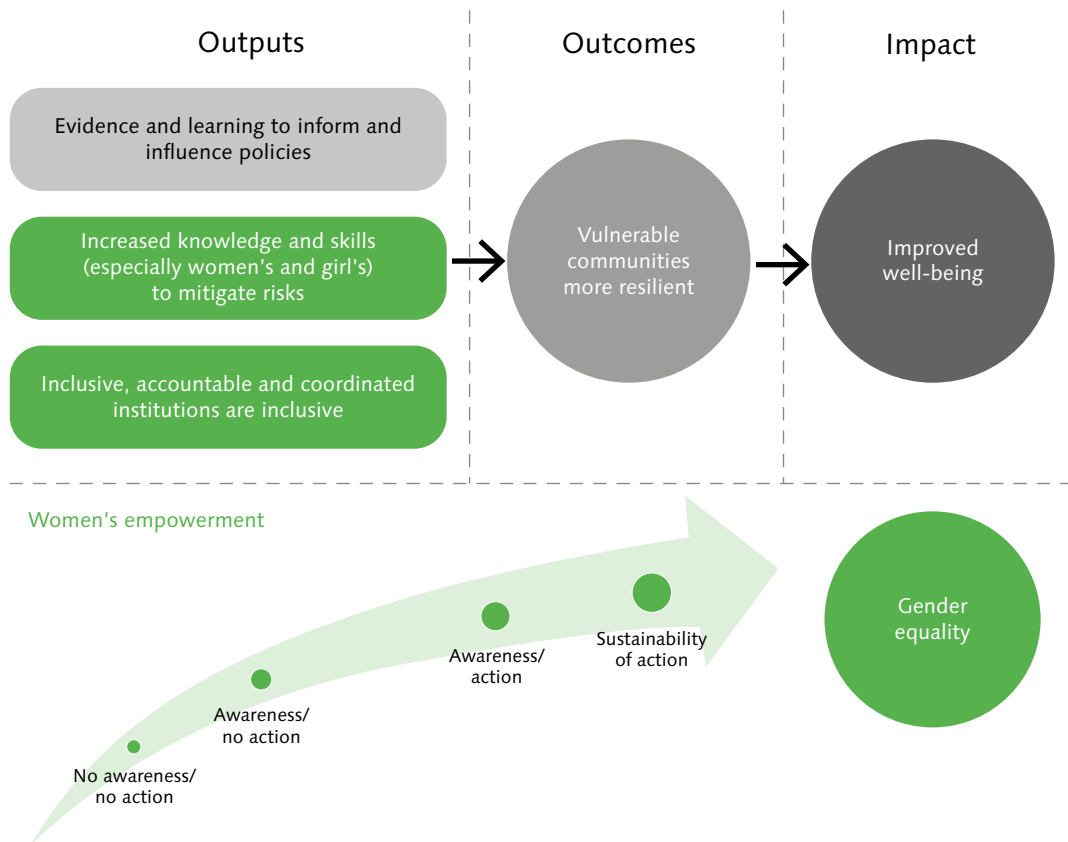 Outputs
Outcomes
Impact
Evidence and learning to inform and
influence policies
Increased knowledge and skills
(especially women's and girl's)
to mitigate risks
Inclusive, accountable and coordinated
institutions are inclusive
Vulnerable
communities
more resilient
Improved
well-being
Women's empowerment
No awareness/
no action
Awareness/
no action
Awareness/
action
Sustainability
of action
Gender
equality